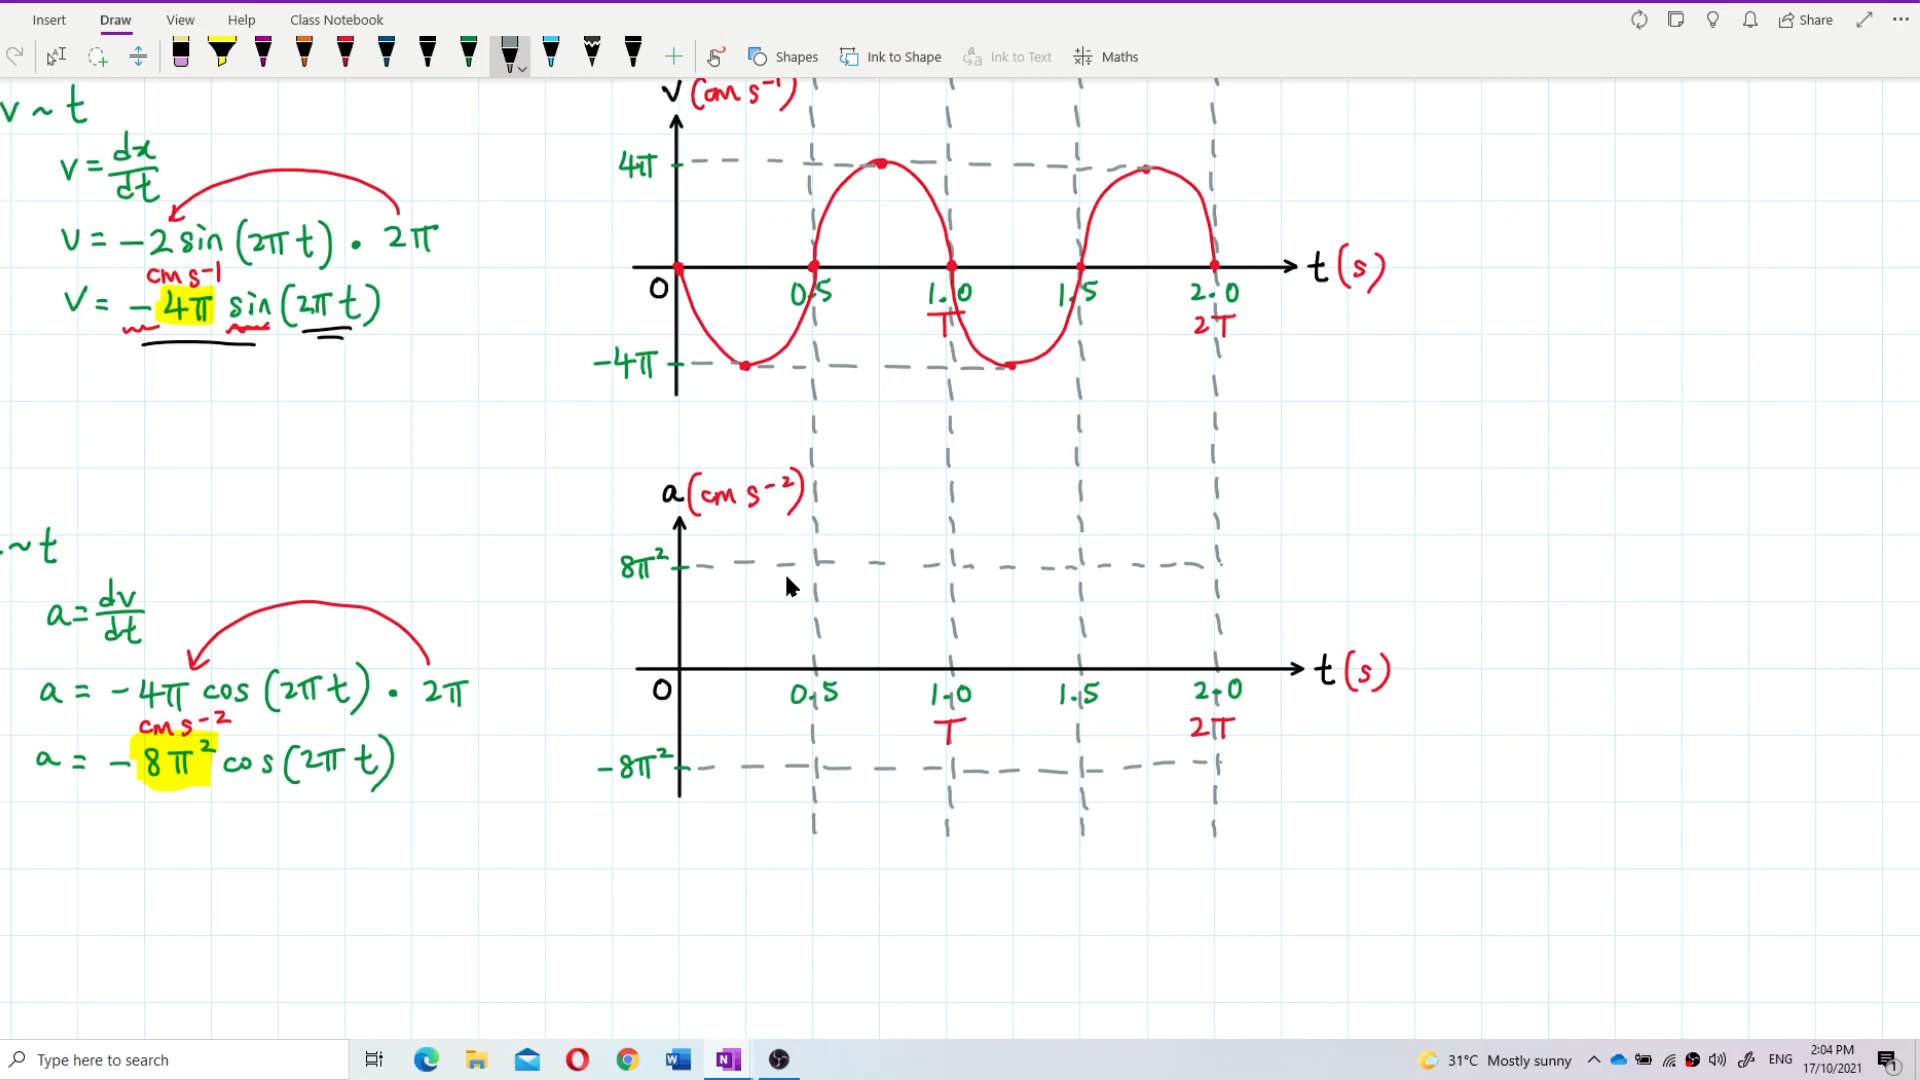 Insert Draw View Help Class Notebook Share
Shapes Ink to Shape Ink to Text Maths
v ~ t
v = dx/dt
v = -2 sin (2π t) · 2π
cm s⁻¹
v = -4π sin (2π t)
~ t
a = dv/dt
a = -4π cos (2π t) · 2π
cm s⁻²
a = -8π² cos (2π t)
v (cm s⁻¹)
4π
0 0.5 1.0 1.5 2.0 t (s)
T 2T
-4π
a (cm s⁻²)
8π²
t (s)
0 0.5 1.0 1.5 2.0
T 2T
-8π²
Type here to search 31°C Mostly sunny ENG 2:04 PM
17/10/2021 1